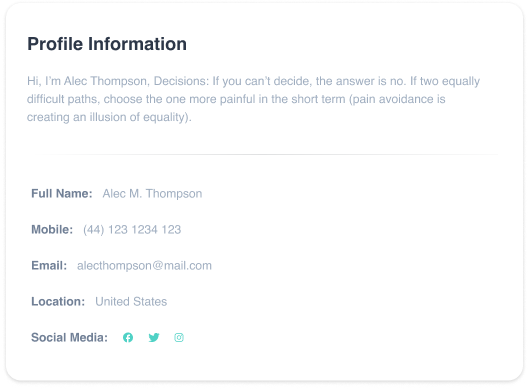 Profile Information
Hi, I’m Alec Thompson, Decisions: If you can’t decide, the answer is no. If two equally
difficult paths, choose the one more painful in the short term (pain avoidance is
creating an illusion of equality).
Full Name: Alec M. Thompson
Mobile: (44) 123 1234 123
Email: alecthompson@mail.com
Location: United States
Social Media: